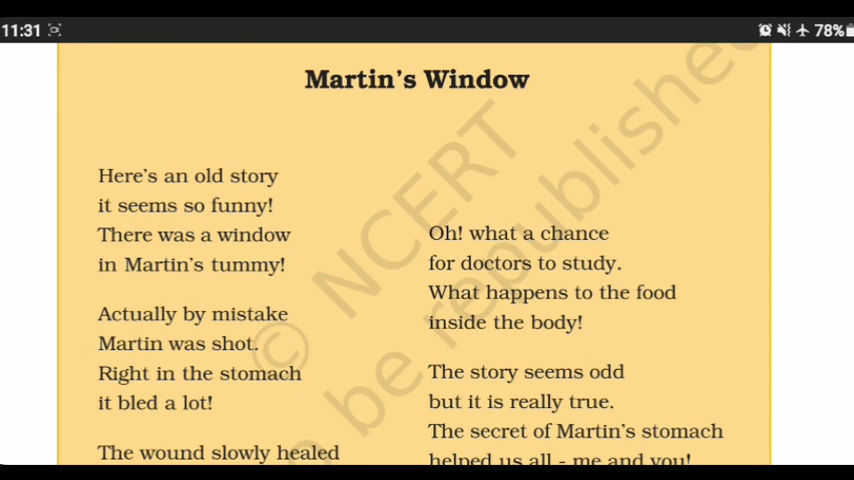 11:31
78%
Martin's Window
Here's an old story
it seems so funny!
There was a window
in Martin's tummy!
Actually by mistake
Martin was shot.
Right in the stomach
it bled a lot!
The wound slowly healed
Oh! what a chance
for doctors to study.
What happens to the food
inside the body!
The story seems odd
but it is really true.
The secret of Martin's stomach
helped us all - me and you!
© NCERT
be republished